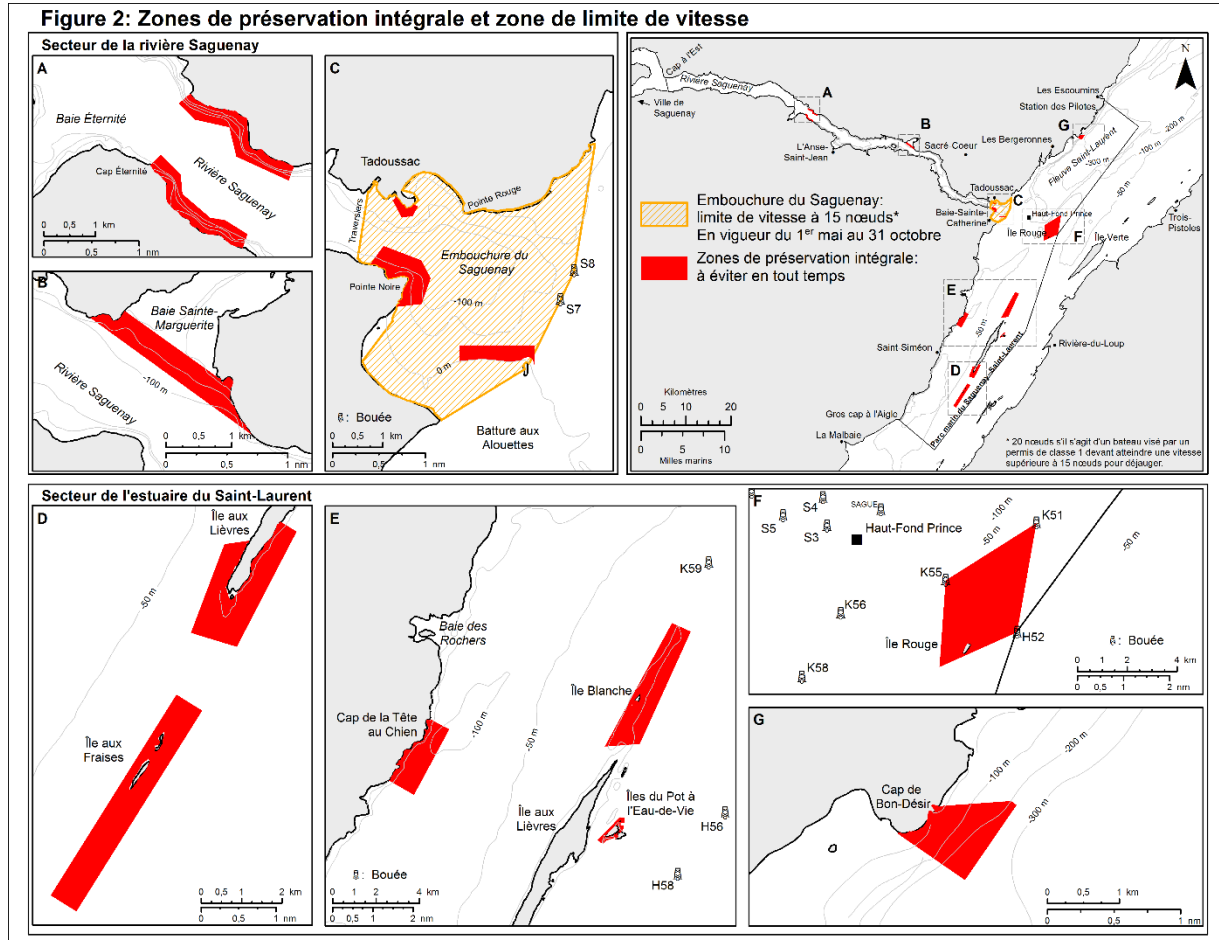 Figure 2: Zones de préservation intégrale et zone de limite de vitesse
Secteur de la rivière Saguenay
A
Baie Éternité
Cap Éternité
Rivière Saguenay
0 0,5 1 km
0 0,5 1 nm
B
Baie Sainte-
Marguerite
-100 m
Rivière Saguenay
0 0,5 1 km
0 0,5 1 nm
C
Tadoussac
Pointe Rouge
Traversiers
Embouchure du
Saguenay
Pointe Noire
-100 m
S8
S7
0 m
: Bouée
Batture aux
Alouettes
0 1 2 km
0 0,5 1 nm
N
Cap à l'Est
Rivière Saguenay
Ville de
Saguenay
A
L'Anse-
Saint-Jean
B
Sacré Coeur
Les Escoumins
Station des Pilotes
G
Les Bergeronnes
Fleuve Saint-Laurent
-200 m
-100 m
-300 m
-50 m
Tadoussac
C
Baie-Sainte-
Catherine
Haut-Fond Prince
Île Rouge
F
Île Verte
Trois-
Pistoles
Embouchure du Saguenay:
limite de vitesse à 15 nœuds*
En vigueur du 1er mai au 31 octobre
Zones de préservation intégrale:
à éviter en tout temps
E
-50 m
Saint Siméon
Rivière-du-Loup
D
Parc marin du Saguenay-Saint-Laurent
Gros cap à l'Aigle
La Malbaie
Kilomètres
0 5 10 20
0 5 10
Milles marins
* 20 nœuds s'il s'agit d'un bateau visé par un
permis de classe 1 devant atteindre une vitesse
supérieure à 15 nœuds pour déjauger.
Secteur de l'estuaire du Saint-Laurent
D
Île aux
Lièvres
-50 m
Île aux
Fraises
0 0,5 1 2 km
0 0,5 1 nm
E
K59
Baie des
Rochers
Île Blanche
Cap de la Tête
au Chien
-100 m
-50 m
Île aux
Lièvres
Îles du Pot à
l'Eau-de-Vie
H56
H58
: Bouée
0 1 2 4 km
0 0,5 1 2 nm
F
S4
SAGUE
S5
S3
Haut-Fond Prince
-100 m
-50 m
K51
-50 m
K55
K56
Île Rouge
H52
K58
: Bouée
0 1 2 4 km
0 0,5 1 2 nm
G
-200 m
-100 m
Cap de
Bon-Désir
-300 m
0 0,5 1 km
0 0,5 1 nm